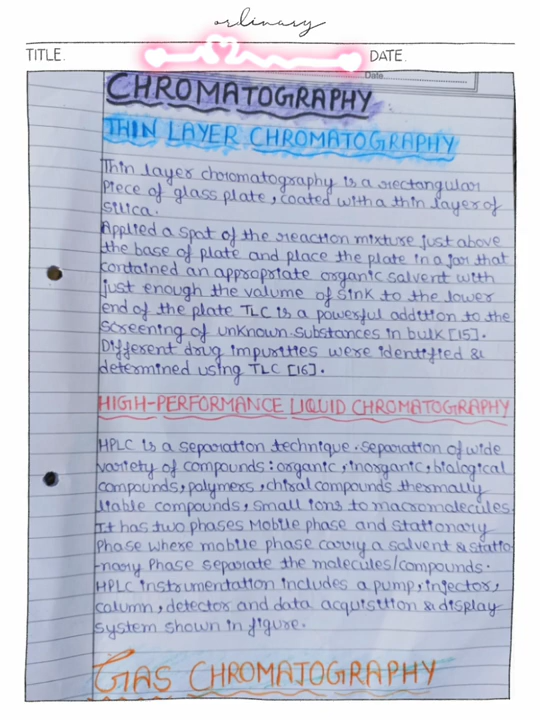 ordinary
TITLE. DATE.
Date
CHROMATOGRAPHY
THIN LAYER CHROMATOGRAPHY
Thin layer choromatography is a rectangular
piece of glass plate, coated with a thin layer of
silica.
Applied a spot of the reaction mixture just above
the base of plate and place the plate in a jar that
contained an appropriate organic salvent with
just enough the volume of sink to the lower
end of the plate TLC is a powerful addition to the
screening of unknown substances in bulk [15].
Different drug impurities were identified &
determined using TLC [16].
HIGH-PERFORMANCE LIQUID CHROMATOGRAPHY
HPLC is a separation technique. separation of wide
variety of compounds: organic, inorganic, biological
compounds, polymers, chiral compounds thermally
liable compounds, small ions to macromolecules.
It has two phases Mobile phase and stationary
Phase where mobile phase carry a solvent & statio
-nary Phase separate the molecules/compounds.
HPLC instrumentation includes a pump, injector,
column, detector and data acquisition & display
system shown in figure.
GAS CHROMATOGRAPHY